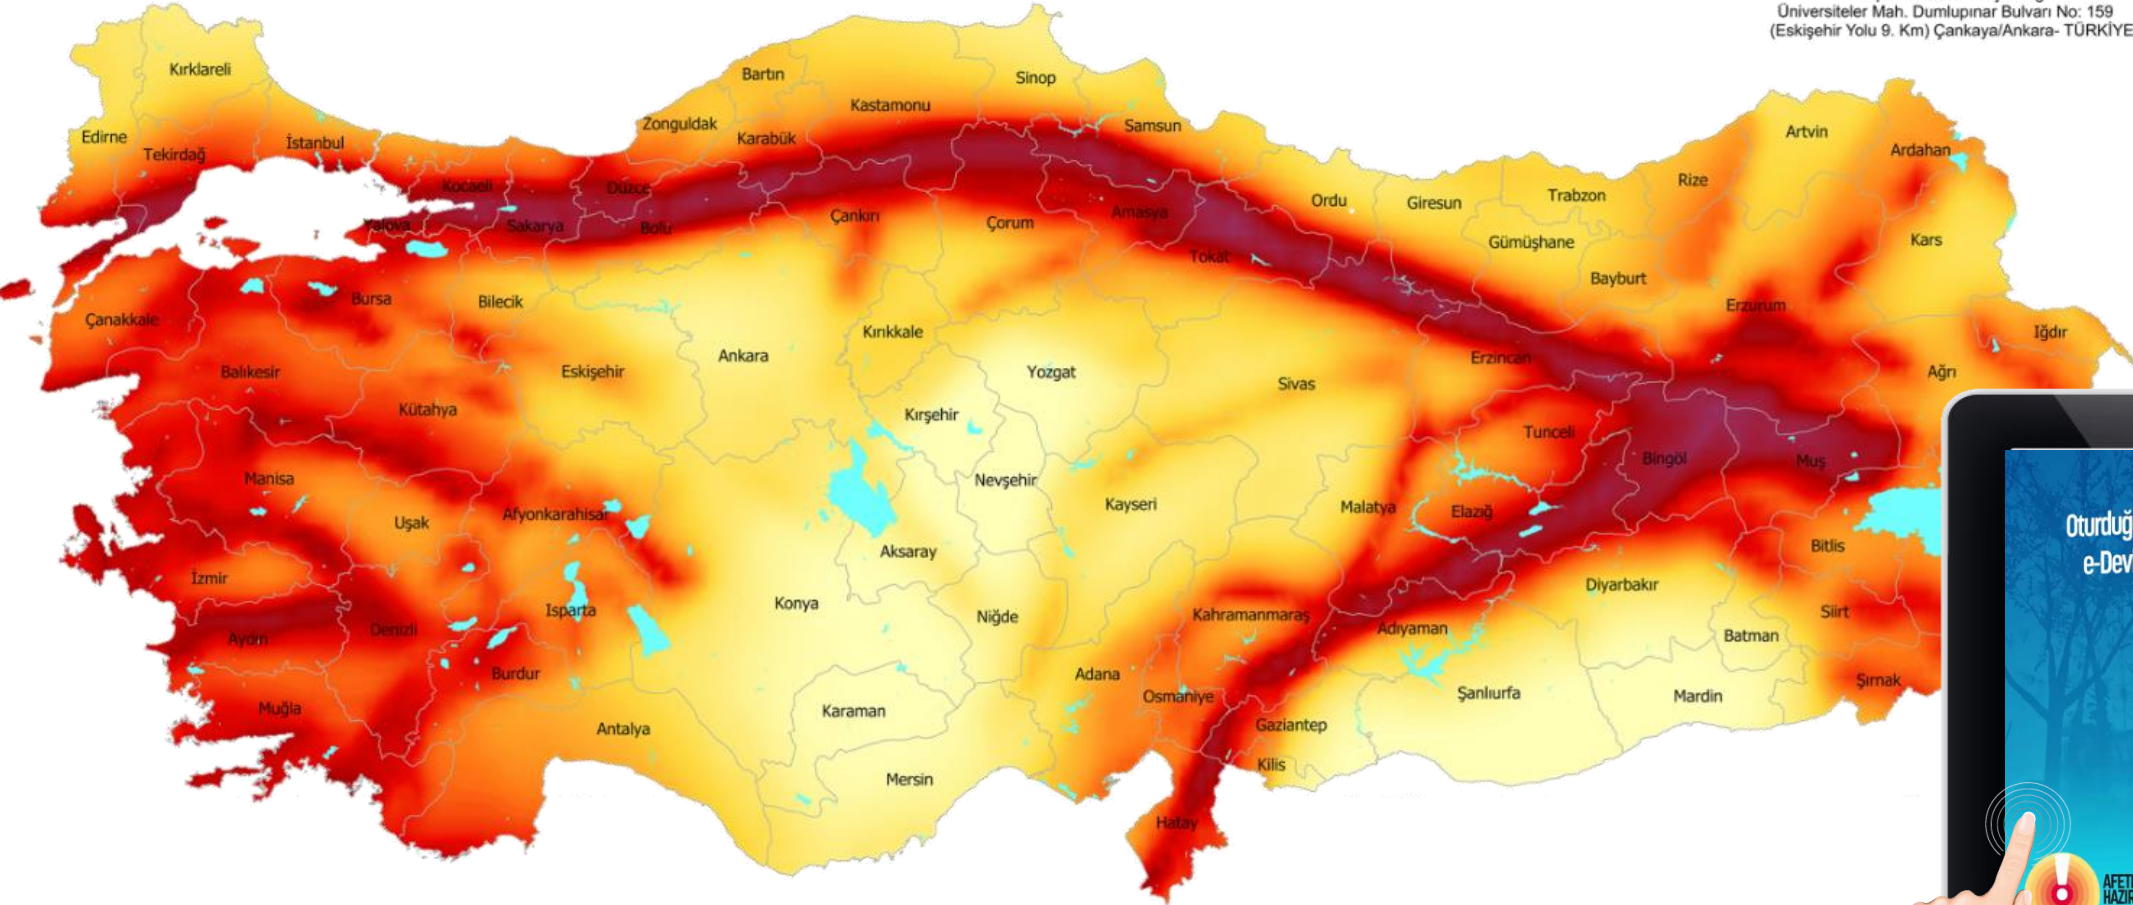 Üniversiteler Mah. Dumlupınar Bulvarı No: 159
(Eskişehir Yolu 9. Km) Çankaya/Ankara- TÜRKİYE
Kırklareli
Edirne
Tekirdağ
İstanbul
Kocaeli
Yalova
Sakarya
Düzce
Bolu
Zonguldak
Bartın
Karabük
Kastamonu
Sinop
Samsun
Çankırı
Çorum
Amasya
Tokat
Ordu
Giresun
Trabzon
Gümüşhane
Bayburt
Rize
Artvin
Ardahan
Kars
Iğdır
Erzurum
Ağrı
Çanakkale
Bursa
Bilecik
Balıkesir
Kütahya
Eskişehir
Ankara
Kırıkkale
Kırşehir
Yozgat
Sivas
Erzincan
Tunceli
Bingöl
Muş
Manisa
Uşak
Afyonkarahisar
Nevşehir
Kayseri
Malatya
Elazığ
Bitlis
İzmir
Aksaray
Konya
Niğde
Isparta
Aydın
Denizli
Kahramanmaraş
Adıyaman
Diyarbakır
Batman
Siirt
Şırnak
Burdur
Muğla
Antalya
Karaman
Mersin
Adana
Osmaniye
Gaziantep
Kilis
Şanlıurfa
Mardin
Hatay
Oturduğ
e-Dev
AFET
HAZIR